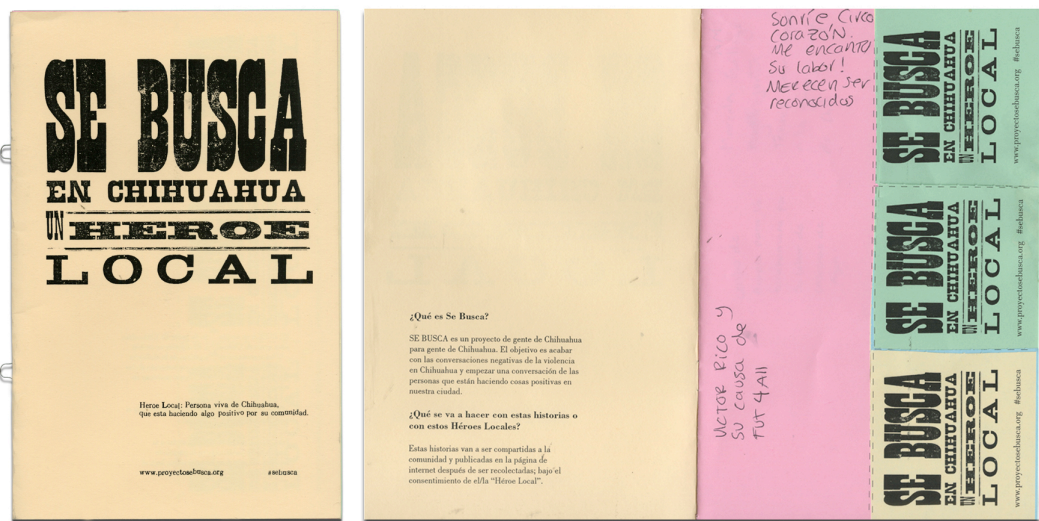 SE BUSCA
EN CHIHUAHUA
UN HEROE
LOCAL
Heroe Local: Persona viva de Chihuahua,
que esta haciendo algo positivo por su comunidad.
www.proyectosebusca.org #sebusca
¿Qué es Se Busca?
SE BUSCA es un proyecto de gente de Chihuahua
para gente de Chihuahua. El objetivo es acabar
con las conversaciones negativas de la violencia
en Chihuahua y empezar una conversación de las
personas que están haciendo cosas positivas en
nuestra ciudad.
¿Qué se va a hacer con estas historias o
con estos Héroes Locales?
Estas historias van a ser compartidas a la
comunidad y publicadas en la página de
internet después de ser recolectadas; bajo el
consentimiento de el/la “Héroe Local”.
Sonríe Circo
corazón.
Me encanta
su labor!
Merecen ser
reconocidos
VICTOR RICO y
su causa de
FUT 4 All
SE BUSCA
EN CHIHUAHUA
UN HEROE
LOCAL
www.proyectosebusca.org #sebusca
SE BUSCA
EN CHIHUAHUA
UN HEROE
LOCAL
www.proyectosebusca.org #sebusca
SE BUSCA
EN CHIHUAHUA
UN HEROE
LOCAL
www.proyectosebusca.org #sebusca